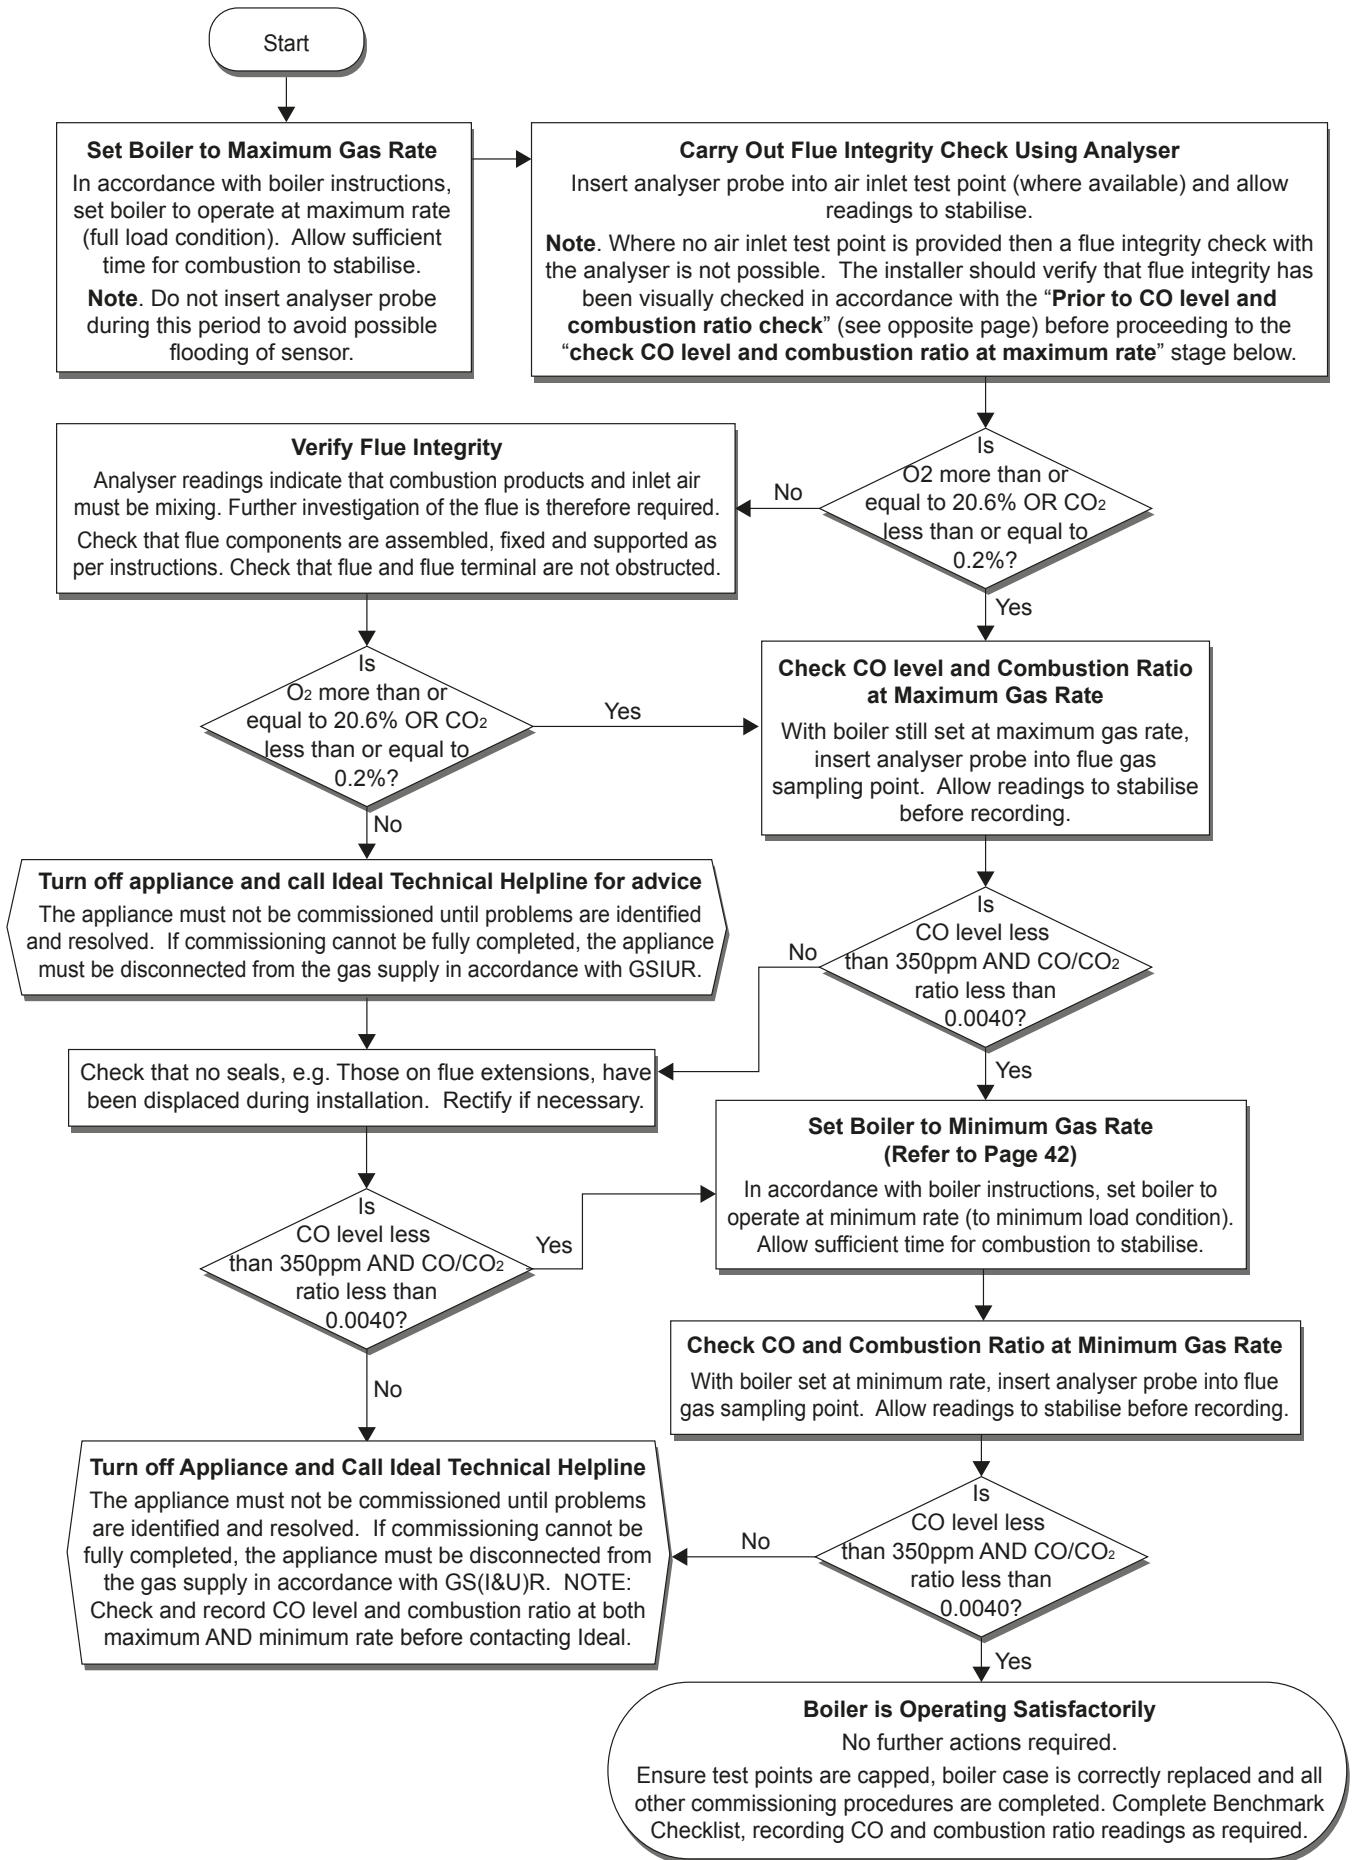 Start
Set Boiler to Maximum Gas Rate
In accordance with boiler instructions,
set boiler to operate at maximum rate
(full load condition). Allow sufficient
time for combustion to stabilise.
Note. Do not insert analyser probe
during this period to avoid possible
flooding of sensor.
Carry Out Flue Integrity Check Using Analyser
Insert analyser probe into air inlet test point (where available) and allow
readings to stabilise.
Note. Where no air inlet test point is provided then a flue integrity check with
the analyser is not possible. The installer should verify that flue integrity has
been visually checked in accordance with the “Prior to CO level and
combustion ratio check” (see opposite page) before proceeding to the
“check CO level and combustion ratio at maximum rate” stage below.
Is
O2 more than or
equal to 20.6% OR CO2
less than or equal to
0.2%?
No
Yes
Verify Flue Integrity
Analyser readings indicate that combustion products and inlet air
must be mixing. Further investigation of the flue is therefore required.
Check that flue components are assembled, fixed and supported as
per instructions. Check that flue and flue terminal are not obstructed.
Is
O2 more than or
equal to 20.6% OR CO2
less than or equal to
0.2%?
Yes
No
Check CO level and Combustion Ratio
at Maximum Gas Rate
With boiler still set at maximum gas rate,
insert analyser probe into flue gas
sampling point. Allow readings to stabilise
before recording.
Turn off appliance and call Ideal Technical Helpline for advice
The appliance must not be commissioned until problems are identified
and resolved. If commissioning cannot be fully completed, the appliance
must be disconnected from the gas supply in accordance with GSIUR.
Is
CO level less
than 350ppm AND CO/CO2
ratio less than
0.0040?
No
Yes
Check that no seals, e.g. Those on flue extensions, have
been displaced during installation. Rectify if necessary.
Is
CO level less
than 350ppm AND CO/CO2
ratio less than
0.0040?
Yes
No
Set Boiler to Minimum Gas Rate
(Refer to Page 42)
In accordance with boiler instructions, set boiler to
operate at minimum rate (to minimum load condition).
Allow sufficient time for combustion to stabilise.
Check CO and Combustion Ratio at Minimum Gas Rate
With boiler set at minimum rate, insert analyser probe into flue
gas sampling point. Allow readings to stabilise before recording.
Turn off Appliance and Call Ideal Technical Helpline
The appliance must not be commissioned until problems
are identified and resolved. If commissioning cannot be
fully completed, the appliance must be disconnected from
the gas supply in accordance with GS(I&U)R. NOTE:
Check and record CO level and combustion ratio at both
maximum AND minimum rate before contacting Ideal.
Is
CO level less
than 350ppm AND CO/CO2
ratio less than
0.0040?
No
Yes
Boiler is Operating Satisfactorily
No further actions required.
Ensure test points are capped, boiler case is correctly replaced and all
other commissioning procedures are completed. Complete Benchmark
Checklist, recording CO and combustion ratio readings as required.